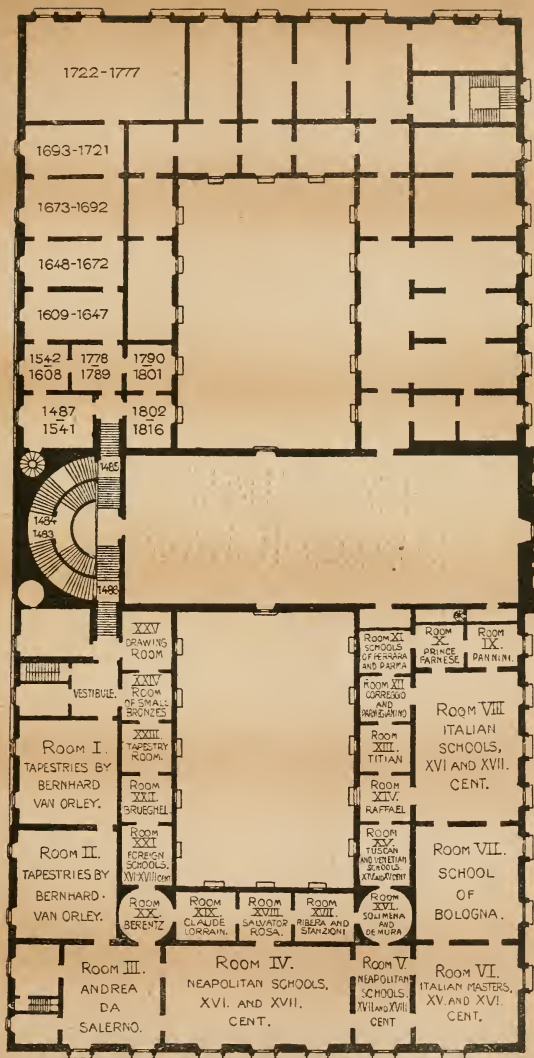 1722-1777
1693-1721
1673-1692
1648-1672
1609-1647
1542
1608
1778
1789
1790
1801
1487
1541
1802
1816
1485
1484
1483
1486
XXV
DRAWING
ROOM
VESTIBULE.
XXIV
ROOM
OF SMALL
BRONZES
XXIII.
TAPESTRY
ROOM.
ROOM
XXII.
BRUEGHEL
ROOM
XXI
FOREIGN
SCHOOLS,
XVI-XVIII CENT
ROOM
XX.
BERENTZ
ROOM I.
TAPESTRIES BY
BERNHARD
VAN ORLEY.
ROOM II.
TAPESTRIES BY
BERNHARD.
VAN ORLEY.
ROOM III.
ANDREA
DA
SALERNO.
ROOM
XIX.
CLAUDE
LORRAIN.
ROOM
XVIII.
SALVATOR
ROSA.
ROOM
XVII.
RIBERA AND
STANZIONI
ROOM
XVI.
SOLIMENA
AND
DE MURA
ROOM IV.
NEAPOLITAN SCHOOLS,
XVI. AND XVII.
CENT.
ROOM V.
NEAPOLITAN
SCHOOLS.
XVII AND XVIII
CENT
ROOM VI.
ITALIAN MASTERS,
XV. AND XVI.
CENT.
ROOM VII.
SCHOOL
OF
BOLOGNA.
ROOM VIII
ITALIAN
SCHOOLS,
XVI AND XVII.
CENT.
ROOM
IX.
PANNINI.
ROOM
X.
PRINCE
FARNESE
ROOM XI
SCHOOLS
OF FERRARA
AND PARMA
ROOM XII
CORREGGIO
AND
PARMEGIANINO
ROOM
XIII.
TITIAN
ROOM
XIV.
RAFFAEL
ROOM
XV
TUSCAN
AND VENETIAN
SCHOOLS.